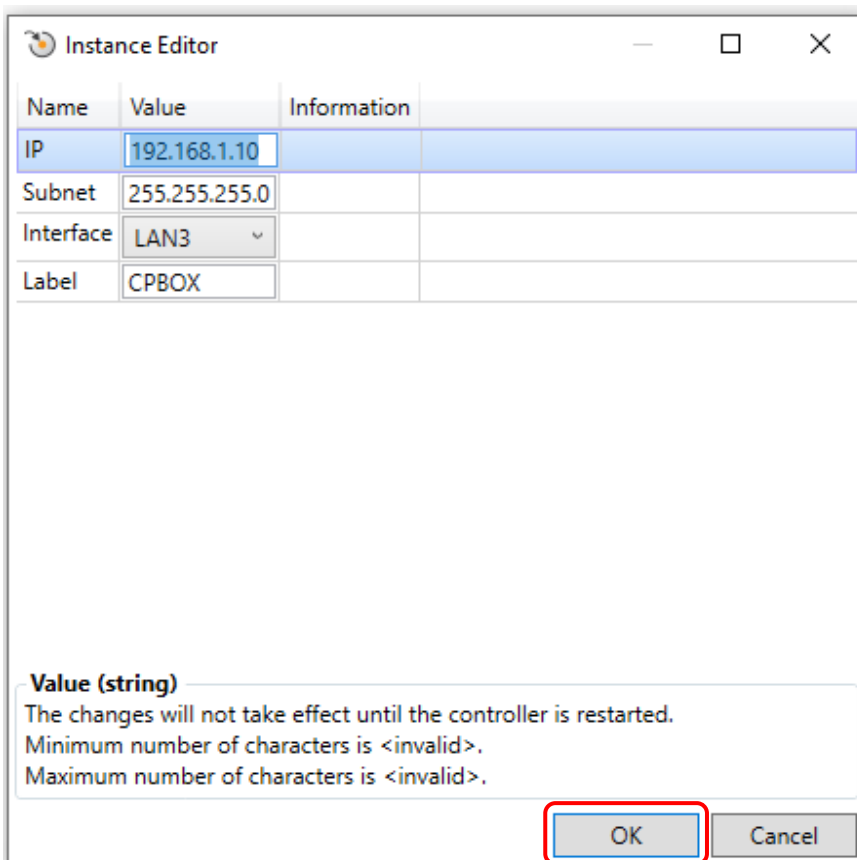 Instance Editor
Name Value Information
IP 192.168.1.10
Subnet 255.255.255.0
Interface LAN3
Label CPBOX
Value (string)
The changes will not take effect until the controller is restarted.
Minimum number of characters is <invalid>.
Maximum number of characters is <invalid>.
OK Cancel